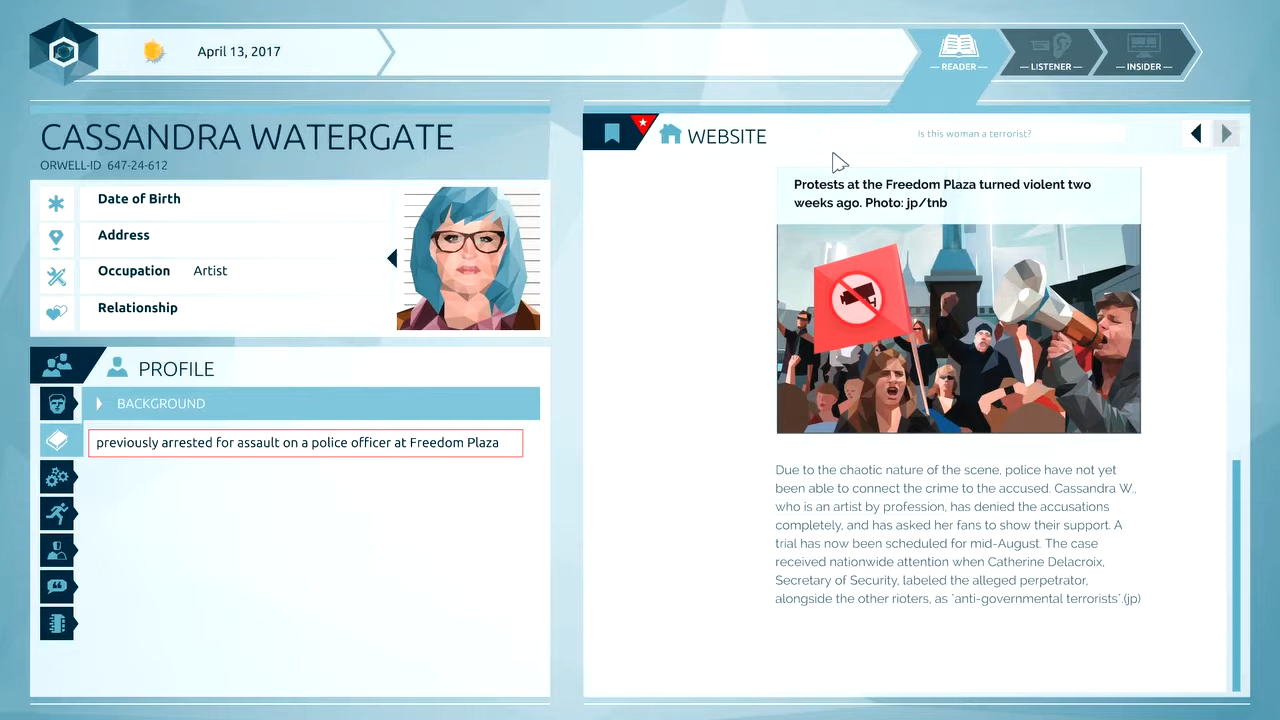 April 13, 2017
— READER —
— LISTENER —
— INSIDER —
CASSANDRA WATERGATE
ORWELL-ID 647-24-612
Date of Birth
Address
Occupation Artist
Relationship
PROFILE
BACKGROUND
previously arrested for assault on a police officer at Freedom Plaza
WEBSITE
Is this woman a terrorist?
Protests at the Freedom Plaza turned violent two
weeks ago. Photo: jp/tnb
Due to the chaotic nature of the scene, police have not yet
been able to connect the crime to the accused. Cassandra W.,
who is an artist by profession, has denied the accusations
completely, and has asked her fans to show their support. A
trial has now been scheduled for mid-August. The case
received nationwide attention when Catherine Delacroix,
Secretary of Security, labeled the alleged perpetrator,
alongside the other rioters, as 'anti-governmental terrorists'.(jp)